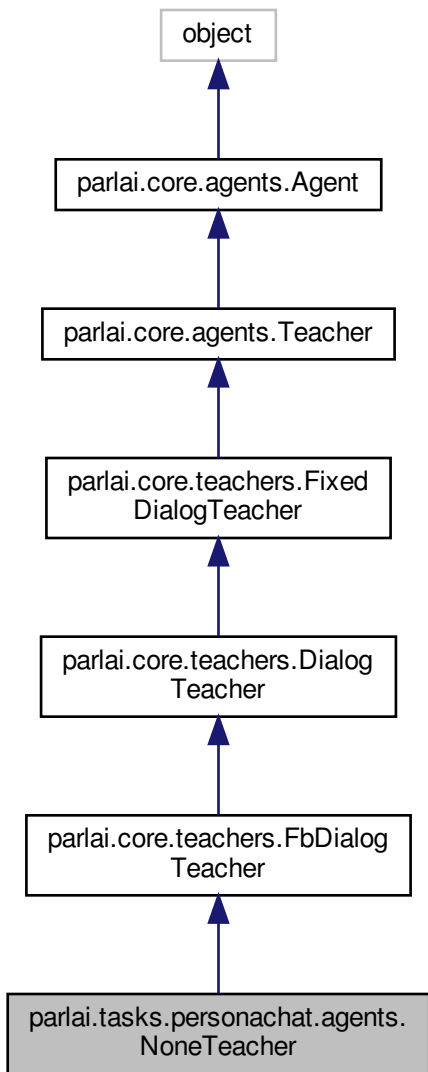 object
parlai.core.agents.Agent
parlai.core.agents.Teacher
parlai.core.teachers.Fixed
DialogTeacher
parlai.core.teachers.Dialog
Teacher
parlai.core.teachers.FbDialog
Teacher
parlai.tasks.personachat.agents.
NoneTeacher